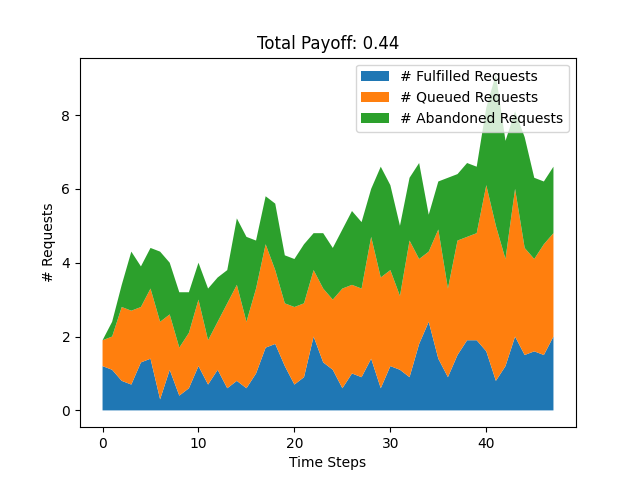 Total Payoff: 0.44
# Fulfilled Requests
# Queued Requests
# Abandoned Requests
8
6
4
2
0
# Requests
0 10 20 30 40
Time Steps